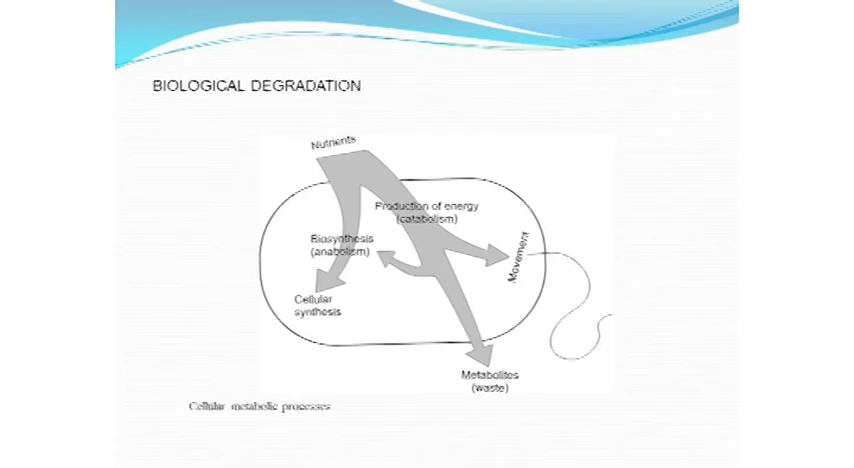 BIOLOGICAL DEGRADATION
Nutrients
Production of energy
(catabolism)
Biosynthesis
(anabolism)
Movement
Cellular
synthesis
Metabolites
(waste)
Cellular metabolic processes